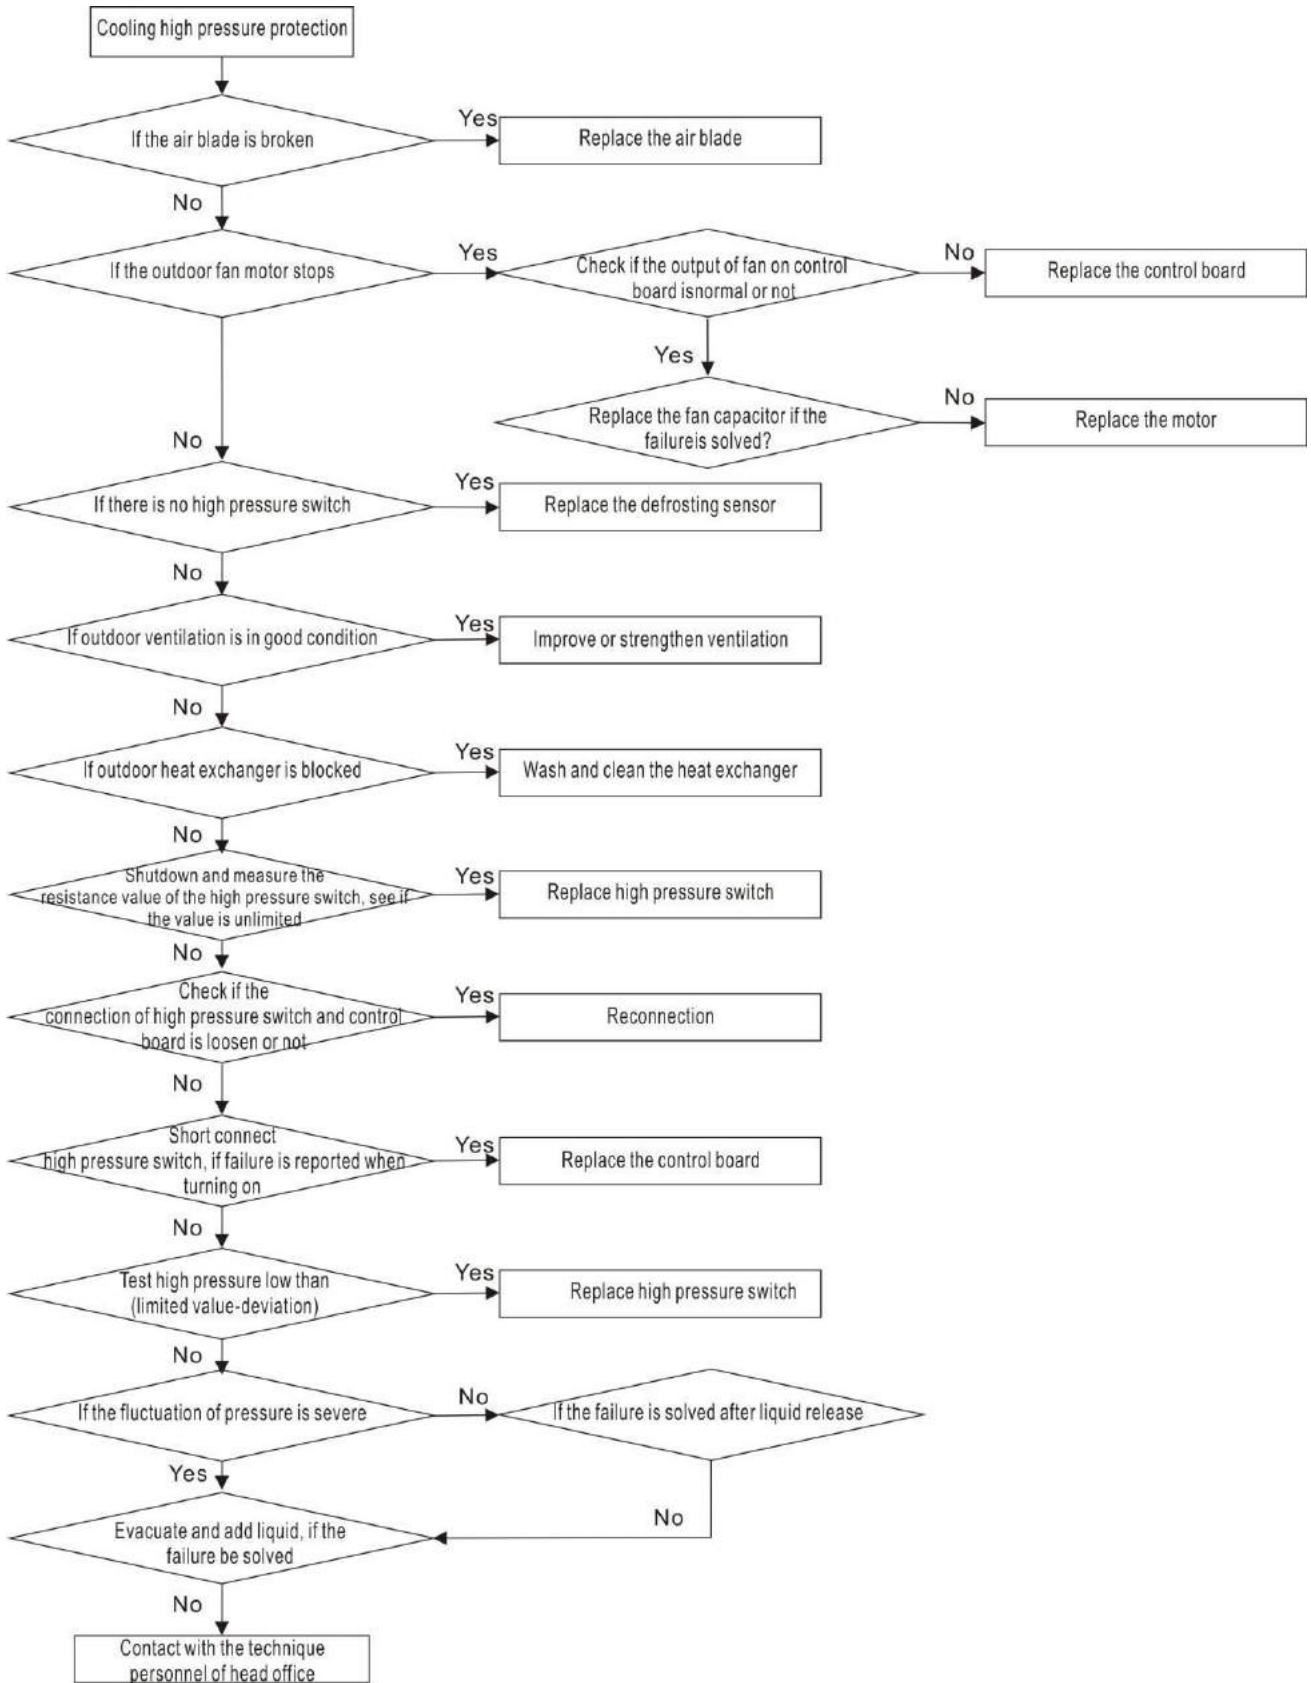 Cooling high pressure protection
If the air blade is broken
Yes
Replace the air blade
No
If the outdoor fan motor stops
Yes
Check if the output of fan on control
board isnormal or not
No
Replace the control board
Yes
Replace the fan capacitor if the
failureis solved?
No
Replace the motor
No
If there is no high pressure switch
Yes
Replace the defrosting sensor
No
If outdoor ventilation is in good condition
Yes
Improve or strengthen ventilation
No
If outdoor heat exchanger is blocked
Yes
Wash and clean the heat exchanger
No
Shutdown and measure the
resistance value of the high pressure switch, see if
the value is unlimited
Yes
Replace high pressure switch
No
Check if the
connection of high pressure switch and control
board is loosen or not
Yes
Reconnection
No
Short connect
high pressure switch, if failure is reported when
turning on
Yes
Replace the control board
No
Test high pressure low than
(limited value-deviation)
Yes
Replace high pressure switch
No
If the fluctuation of pressure is severe
No
If the failure is solved after liquid release
Yes
No
Evacuate and add liquid, if the
failure be solved
No
Contact with the technique
personnel of head office